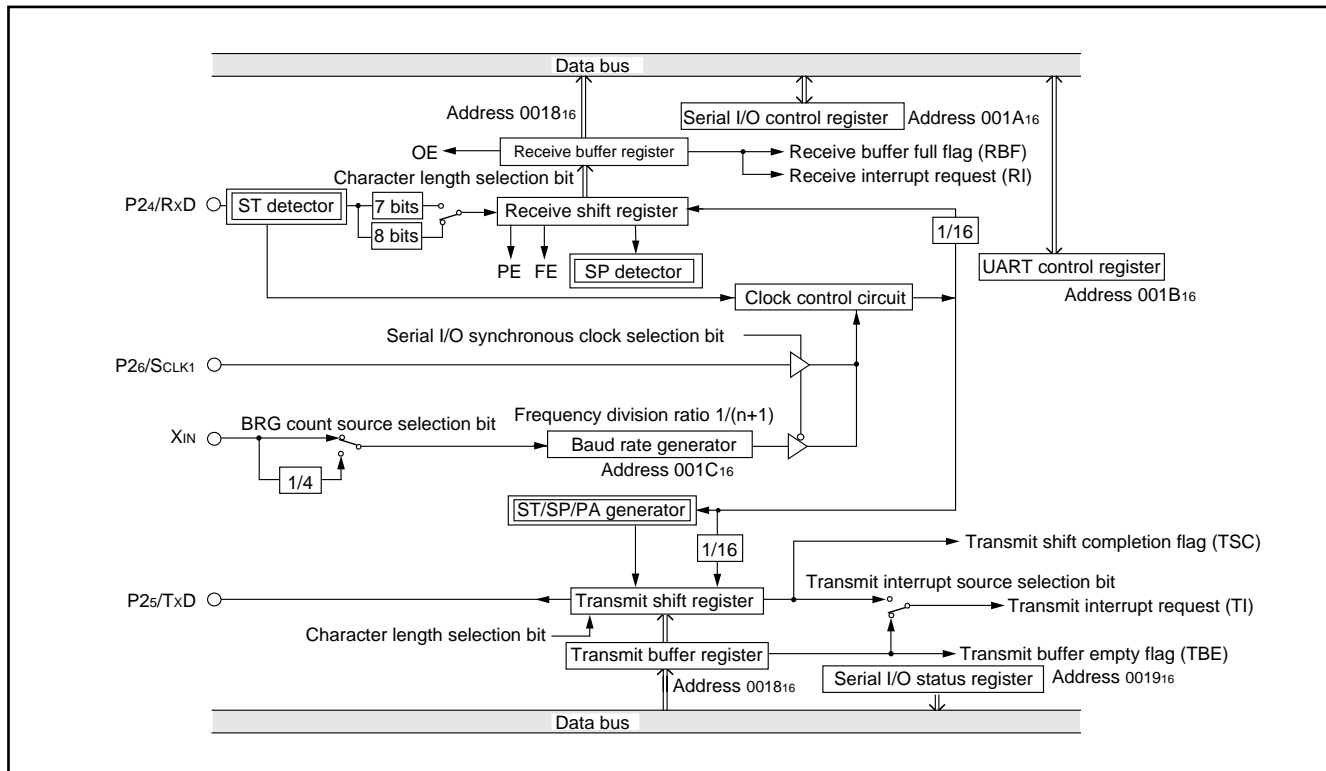 Data bus
Address 001816
Serial I/O control register
Address 001A16
OE
Receive buffer register
Receive buffer full flag (RBF)
Receive interrupt request (RI)
Character length selection bit
P24/RXD
ST detector
7 bits
8 bits
Receive shift register
1/16
PE
FE
SP detector
UART control register
Address 001B16
Clock control circuit
Serial I/O synchronous clock selection bit
P26/SCLK1
XIN
BRG count source selection bit
Frequency division ratio 1/(n+1)
Baud rate generator
Address 001C16
1/4
ST/SP/PA generator
1/16
Transmit shift completion flag (TSC)
Transmit interrupt source selection bit
P25/TXD
Transmit shift register
Transmit interrupt request (TI)
Character length selection bit
Transmit buffer register
Transmit buffer empty flag (TBE)
Address 001816
Serial I/O status register
Address 001916
Data bus